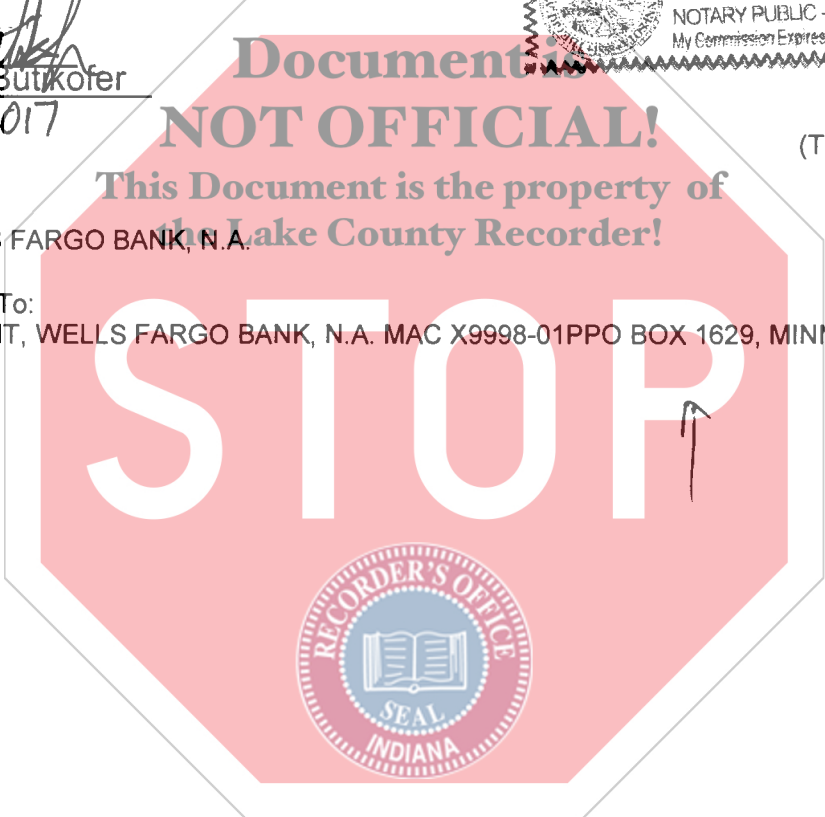 NOTARY PUBLIC -
My Commission Expires
Butikofer
017
Document is
NOT OFFICIAL!
This Document is the property of
the Lake County Recorder!
(T
S FARGO BANK, N.A.
To:
IT, WELLS FARGO BANK, N.A. MAC X9998-01PPO BOX 1629, MINN
STOP
RECORDER'S OFFICE
SEAL
INDIANA